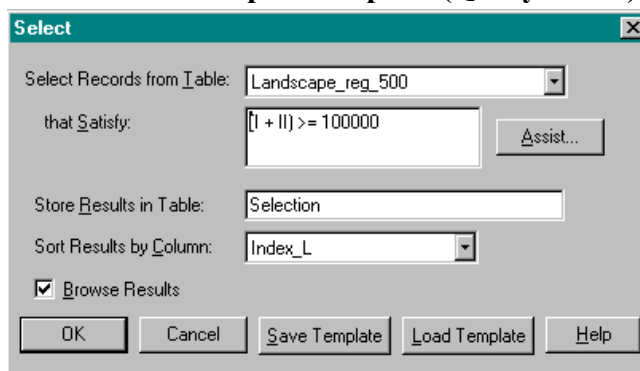 Select
Select Records from Table: Landscape_reg_500
that Satisfy: (I + II) >= 100000
Assist...
Store Results in Table: Selection
Sort Results by Column: Index_L
Browse Results
OK Cancel Save Template Load Template Help